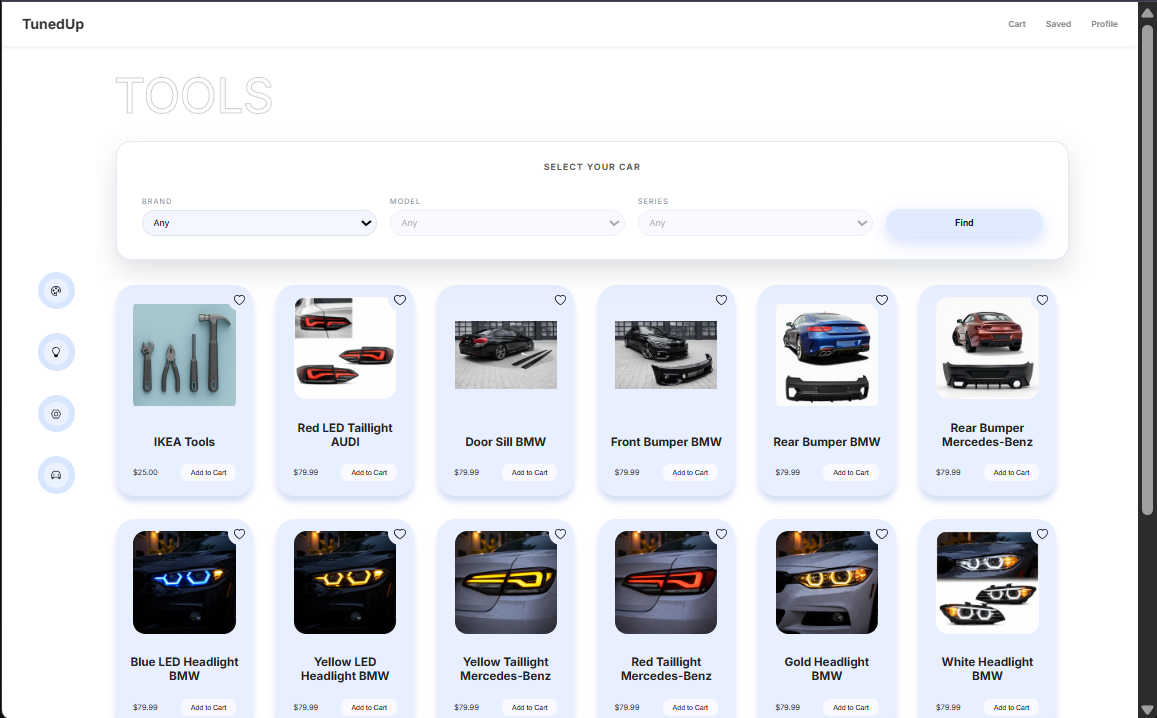 TunedUp
Cart Saved Profile
TOOLS
SELECT YOUR CAR
BRAND MODEL SERIES
Any Any Any Find
IKEA Tools
Red LED Taillight
AUDI
Door Sill BMW
Front Bumper BMW
Rear Bumper BMW
Rear Bumper
Mercedes-Benz
$25.00 Add to Cart $79.99 Add to Cart $79.99 Add to Cart $79.99 Add to Cart $79.99 Add to Cart $79.99 Add to Cart
Blue LED Headlight
BMW
Yellow LED
Headlight BMW
Yellow Taillight
Mercedes-Benz
Red Taillight
Mercedes-Benz
Gold Headlight
BMW
White Headlight
BMW
$79.99 Add to Cart $79.99 Add to Cart $79.99 Add to Cart $79.99 Add to Cart $79.99 Add to Cart $79.99 Add to Cart